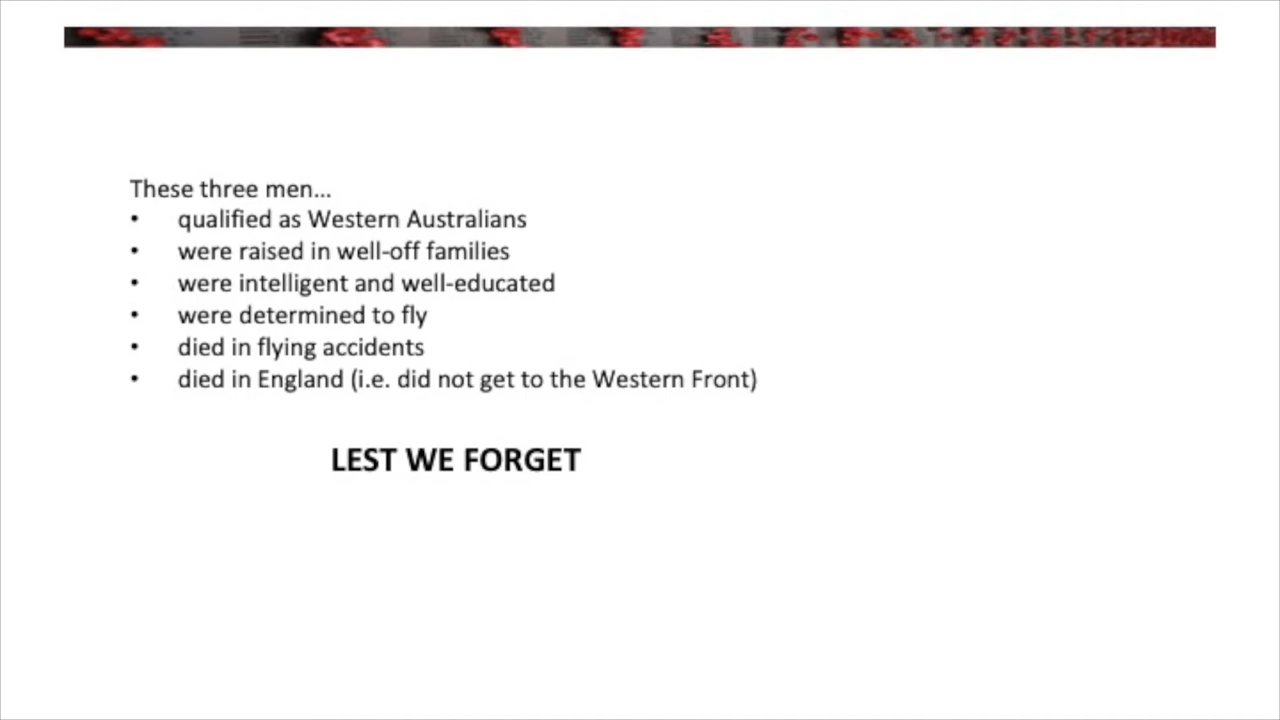 These three men...
• qualified as Western Australians
• were raised in well-off families
• were intelligent and well-educated
• were determined to fly
• died in flying accidents
• died in England (i.e. did not get to the Western Front)
LEST WE FORGET